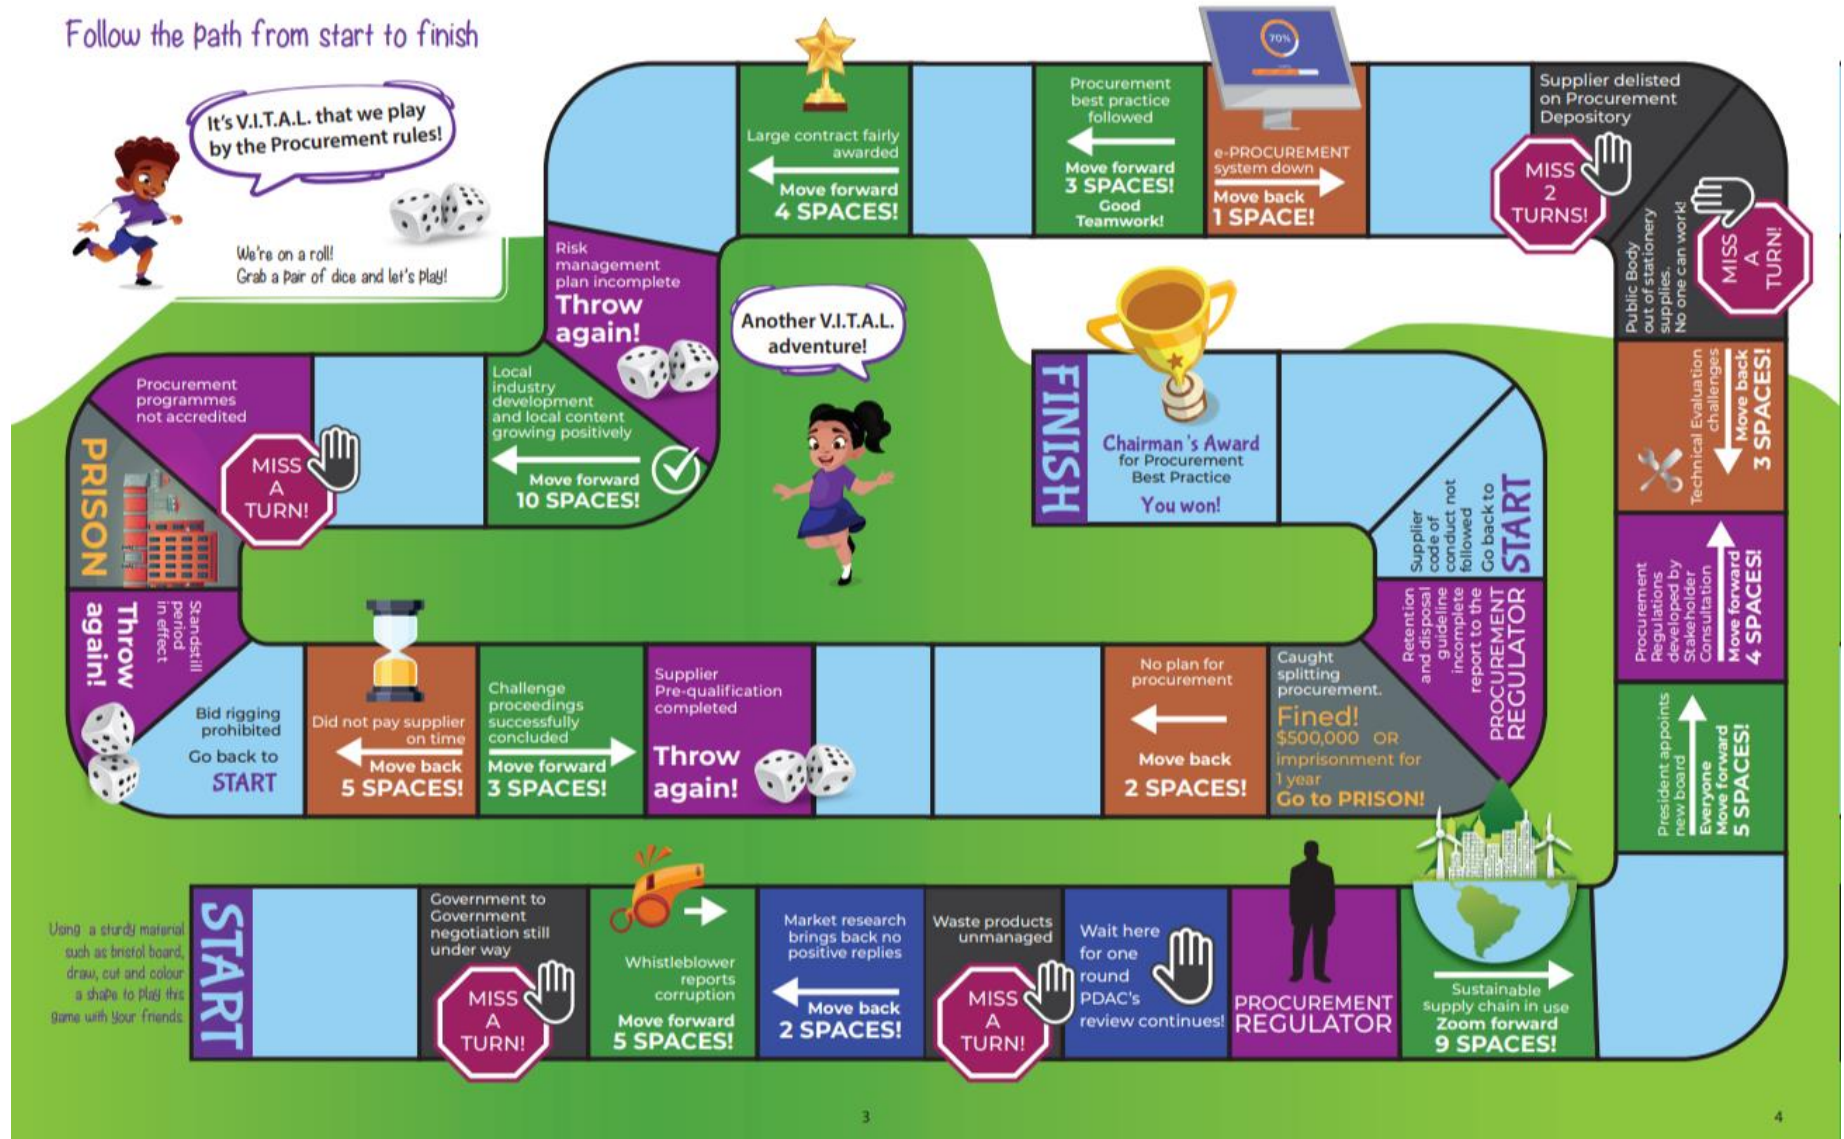 Follow the path from start to finish
It's V.I.T.A.L. that we play
by the Procurement rules!
We're on a roll!
Grab a pair of dice and let's play!
Large contract fairly
awarded
Move forward
4 SPACES!
Procurement
best practice
followed
Move forward
3 SPACES!
Good
Teamwork!
70%
e-PROCUREMENT
system down
Move back
1 SPACE!
Supplier delisted
on Procurement
Depository
MISS
2
TURNS!
Public Body
out of stationery
supplies.
No one can work!
MISS
A
TURN!
Risk
management
plan incomplete
Throw
again!
Another V.I.T.A.L.
adventure!
Technical Evaluation
challenges
Move back
3 SPACES!
Procurement
programmes
not accredited
MISS
A
TURN!
Local
industry
development
and local content
growing positively
Move forward
10 SPACES!
FINISH
Chairman's Award
for Procurement
Best Practice
You won!
Supplier
code of
conduct not
followed
Go back to
START
PRISON
Procurement
Regulations
developed by
Stakeholder
Consultation
Move forward
4 SPACES!
Standstill
period
in effect
Throw
again!
Retention
and disposal
guideline
incomplete
report to the
PROCUREMENT
REGULATOR
Bid rigging
prohibited
Go back to
START
Did not pay supplier
on time
Move back
5 SPACES!
Challenge
proceedings
successfully
concluded
Move forward
3 SPACES!
Supplier
Pre-qualification
completed
Throw
again!
No plan for
procurement
Move back
2 SPACES!
Caught
splitting
procurement.
Fined!
$500,000 OR
imprisonment for
1 year
Go to PRISON!
President appoints
new board
Everyone
Move forward
5 SPACES!
Using a sturdy material
such as bristol board,
draw, cut and colour
a shape to play this
game with your friends
START
Government to
Government
negotiation still
under way
MISS
A
TURN!
Whistleblower
reports
corruption
Move forward
5 SPACES!
Market research
brings back no
positive replies
Move back
2 SPACES!
Waste products
unmanaged
MISS
A
TURN!
Wait here
for one
round
PDAC's
review continues!
PROCUREMENT
REGULATOR
Sustainable
supply chain in use
Zoom forward
9 SPACES!
3
4